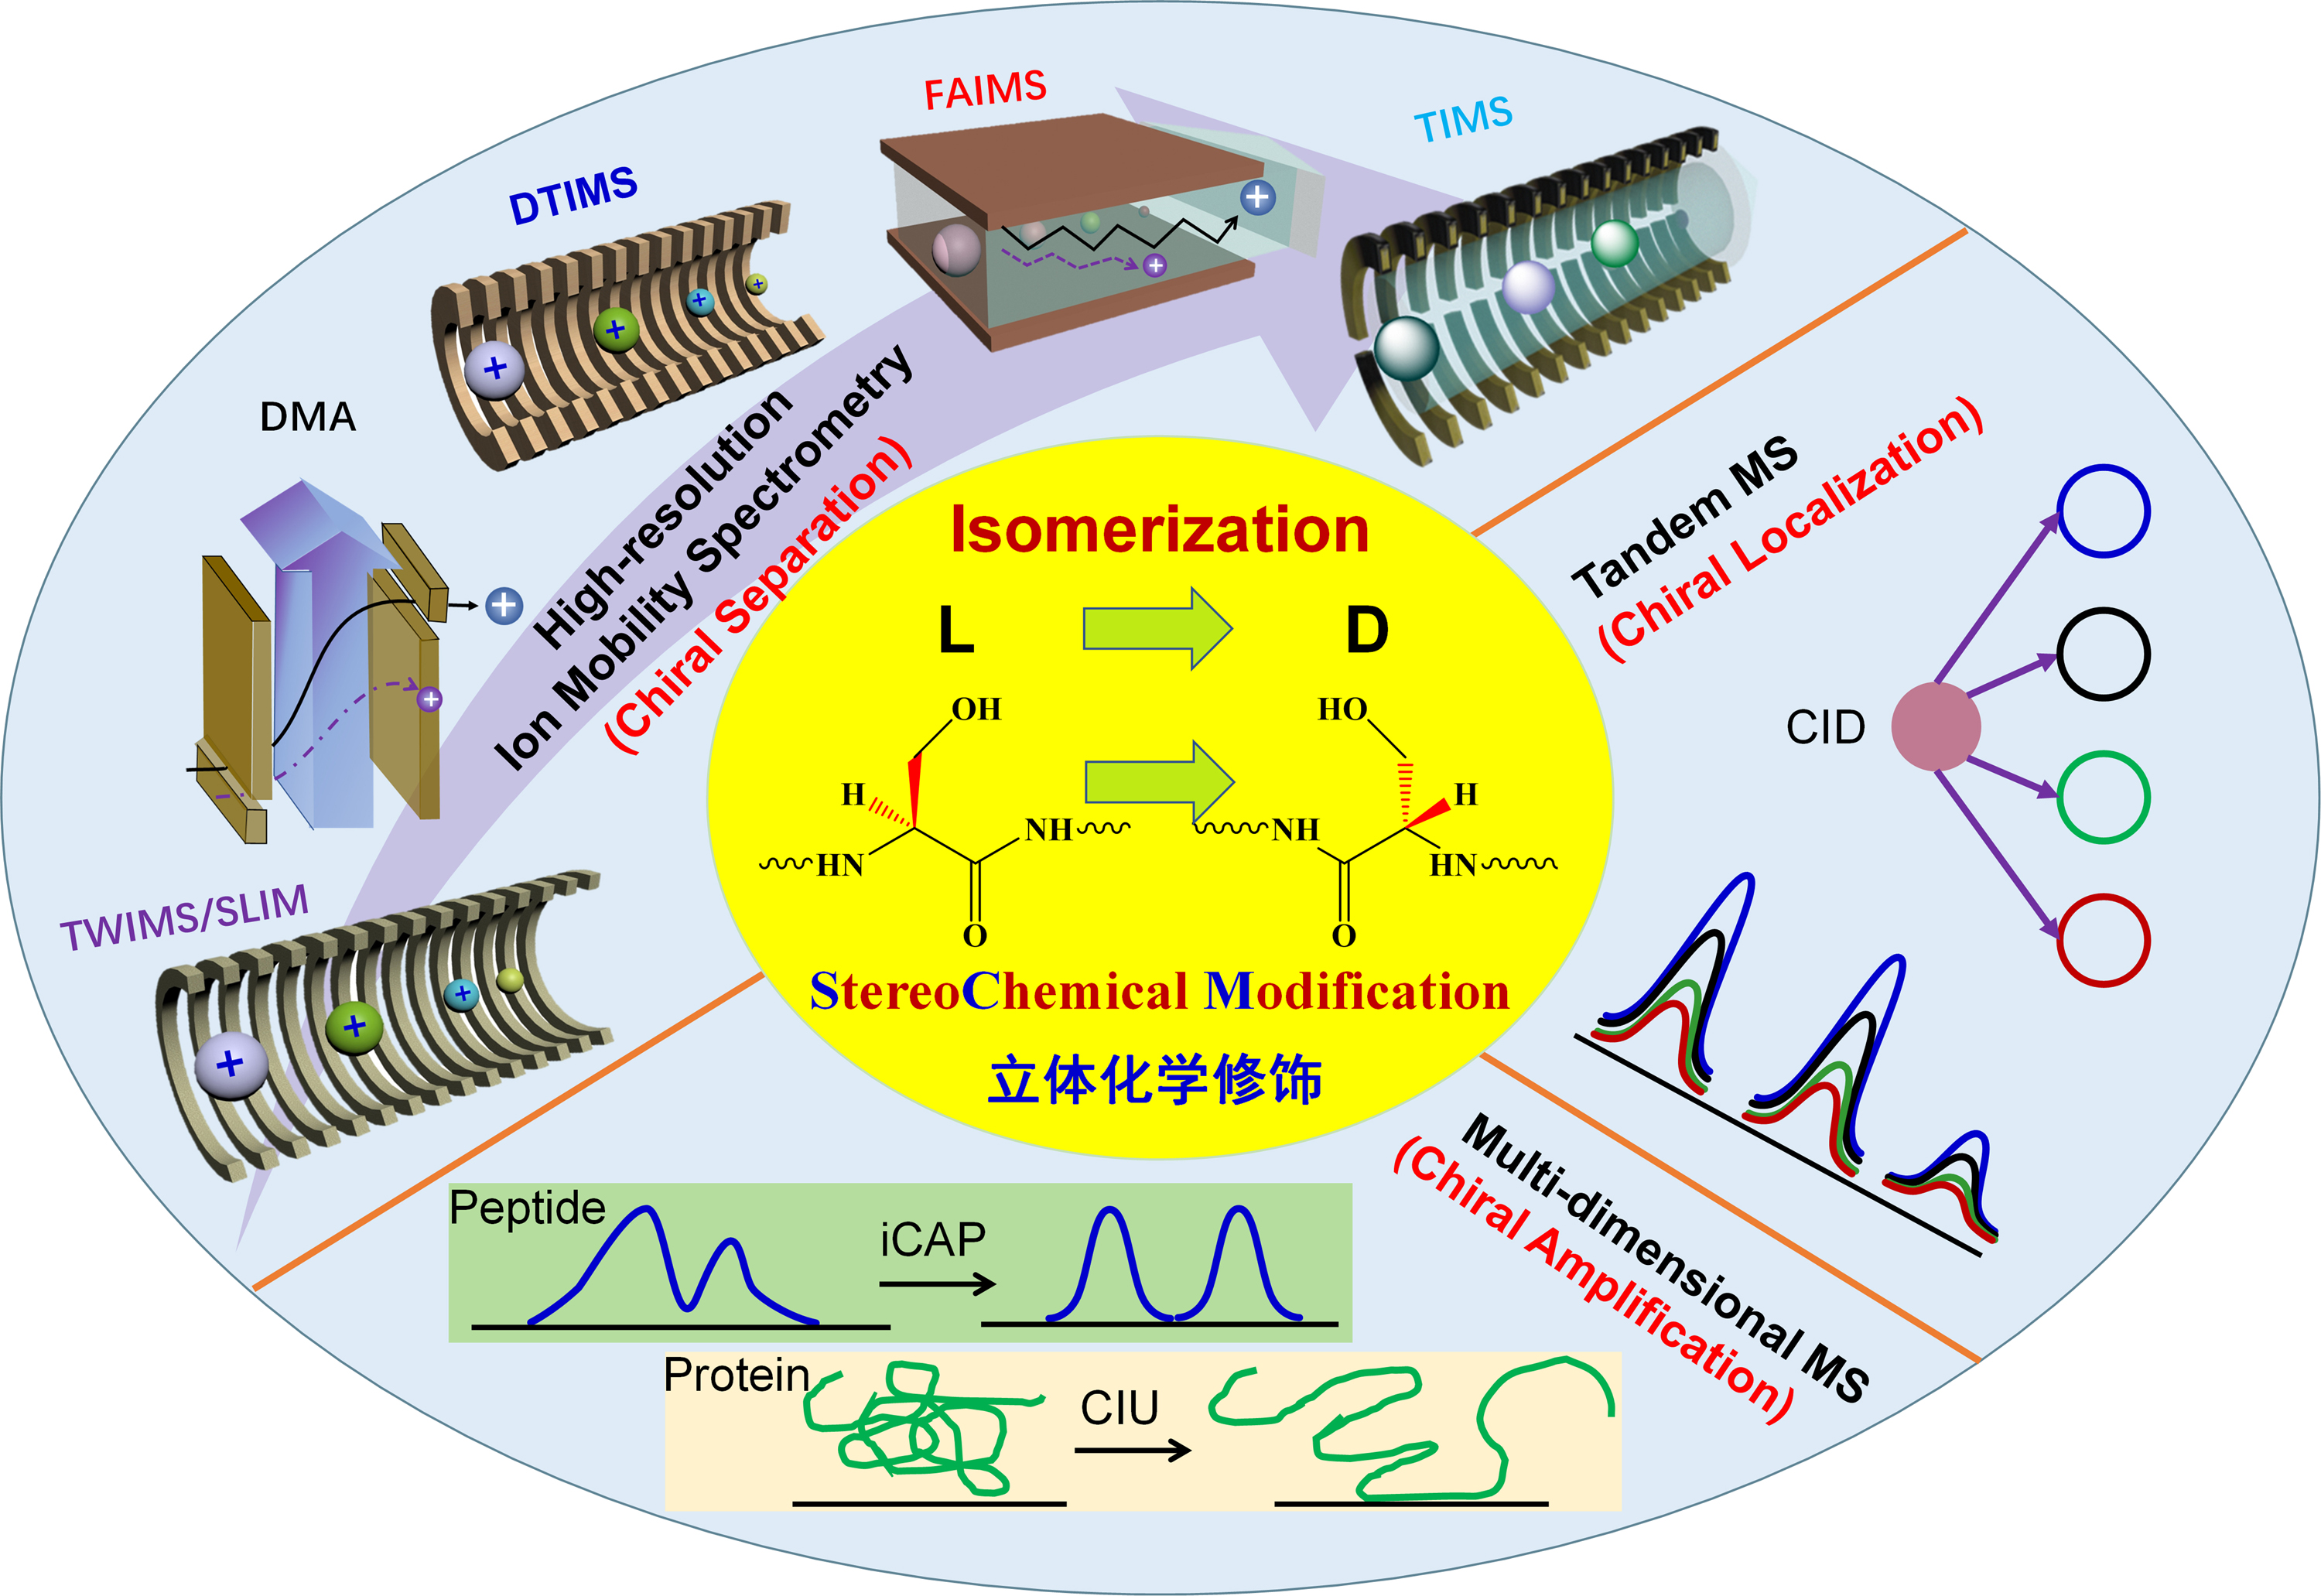 FAIMS
TIMS
DTIMS
DMA
TWIMS/SLIM
High-resolution
Ion Mobility Spectrometry
(Chiral Separation)
+
+
+
+
+
+
+
+
+
+
+
Isomerization
L
D
OH
H
NH
HN
O
HO
H
NH
HN
O
StereoChemical Modification
立体化学修饰
Tandem MS
(Chiral Localization)
CID
Multi-dimensional MS
(Chiral Amplification)
Peptide
iCAP
Protein
CIU